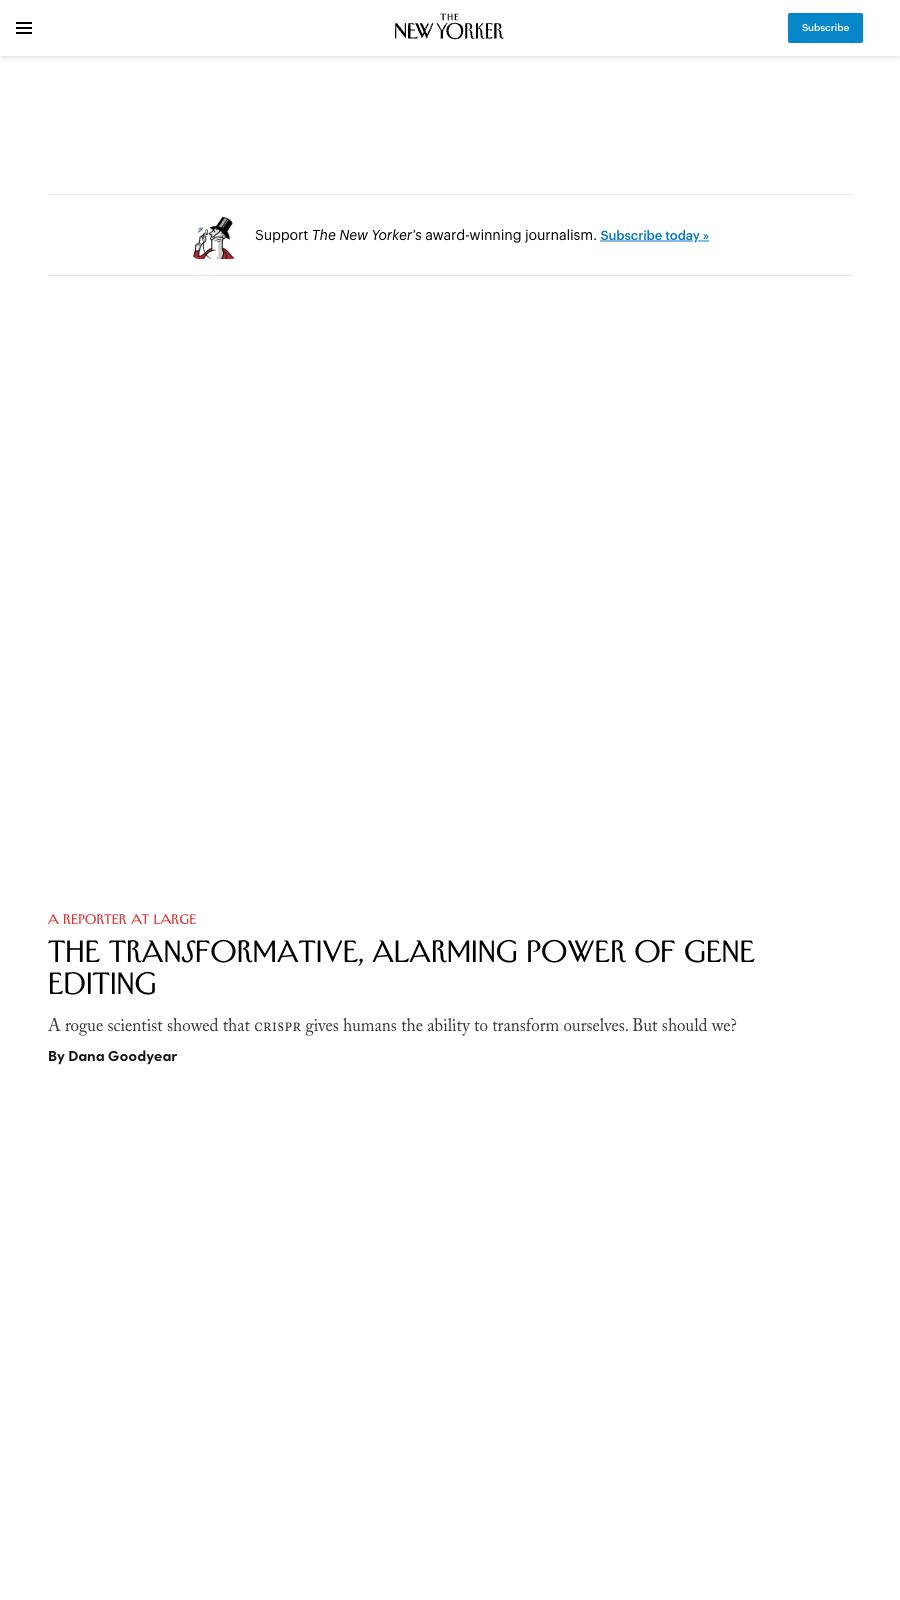 THE
NEW YORKER
Subscribe
Support The New Yorker's award-winning journalism. Subscribe today »
A REPORTER AT LARGE
THE TRANSFORMATIVE, ALARMING POWER OF GENE
EDITING
A rogue scientist showed that CRISPR gives humans the ability to transform ourselves. But should we?
By Dana Goodyear